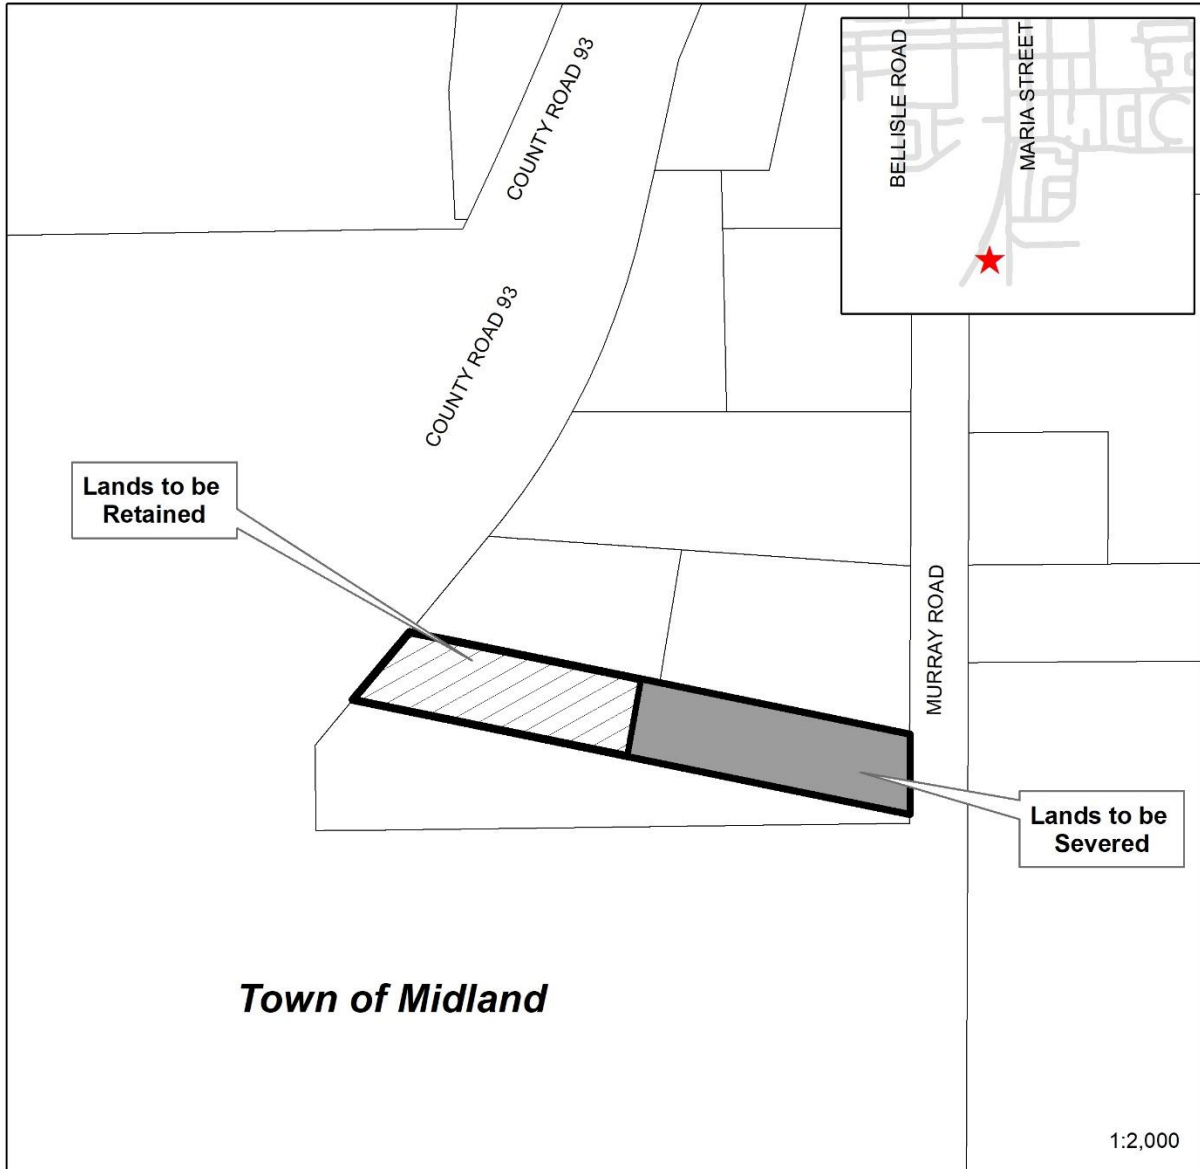 COUNTY ROAD 93
BELLISLE ROAD
MARIA STREET
COUNTY ROAD 93
Lands to be
Retained
MURRAY ROAD
Lands to be
Severed
Town of Midland
1:2,000